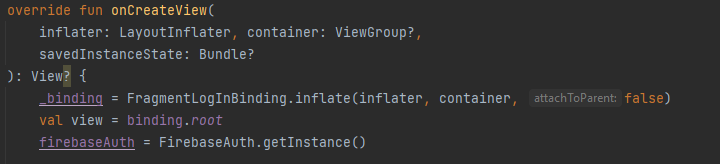 override fun onCreateView(
inflater: LayoutInflater, container: ViewGroup?,
savedInstanceState: Bundle?
): View? {
_binding = FragmentLogInBinding.inflate(inflater, container, attachToParent: false)
val view = binding.root
firebaseAuth = FirebaseAuth.getInstance()